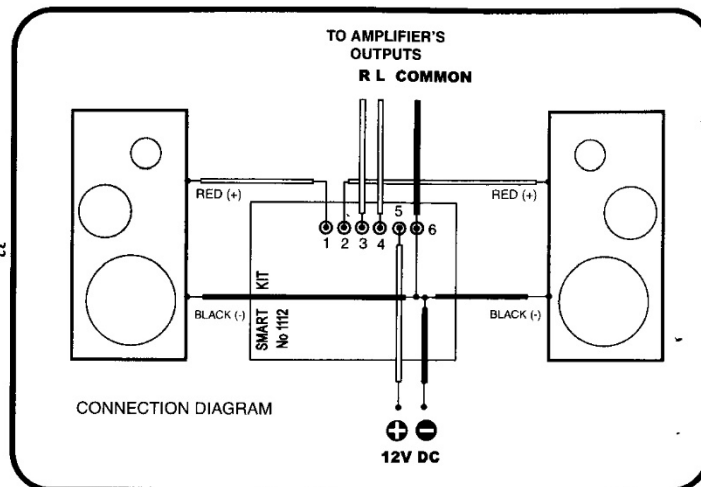 TO AMPLIFIER'S
OUTPUTS
R L COMMON
RED (+)
RED (+)
5
1 2 3 4 6
BLACK (-)
SMART KIT
No 1112
BLACK (-)
CONNECTION DIAGRAM
+ −
12V DC